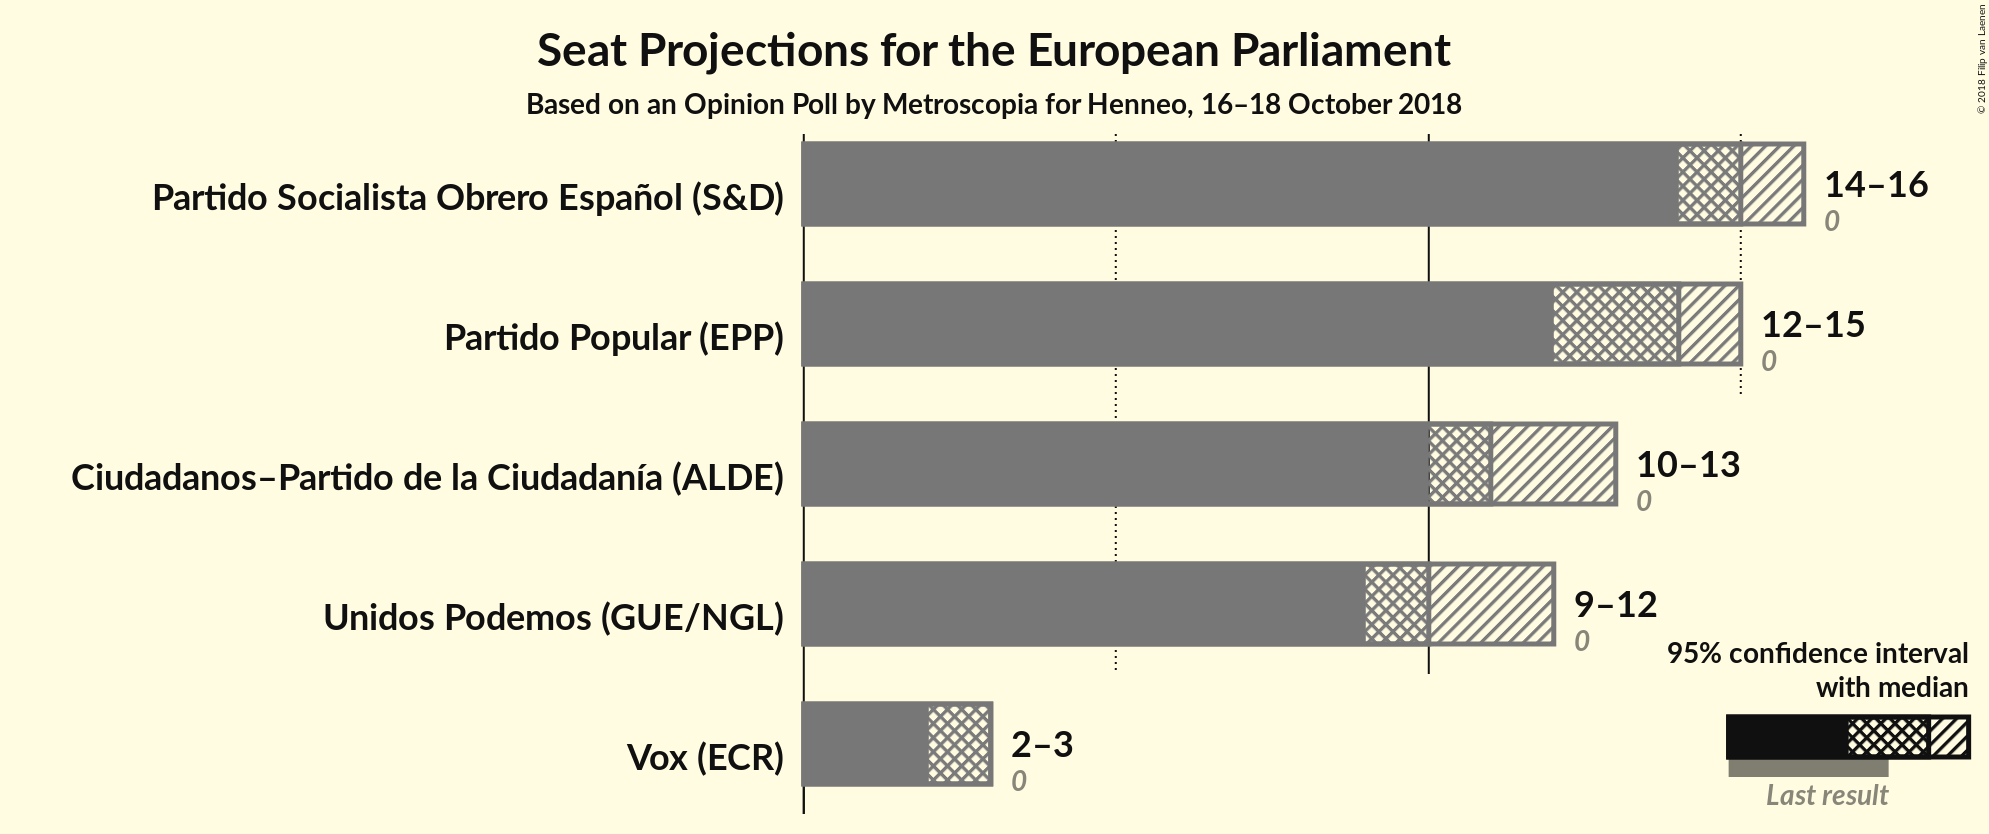 Seat Projections for the European Parliament
Based on an Opinion Poll by Metroscopia for Henneo, 16–18 October 2018
© 2018 Filip van Laenen
Partido Socialista Obrero Español (S&D)
14–16
0
Partido Popular (EPP)
12–15
0
Ciudadanos–Partido de la Ciudadanía (ALDE)
10–13
0
Unidos Podemos (GUE/NGL)
9–12
0
Vox (ECR)
2–3
0
95% confidence interval
with median
Last result